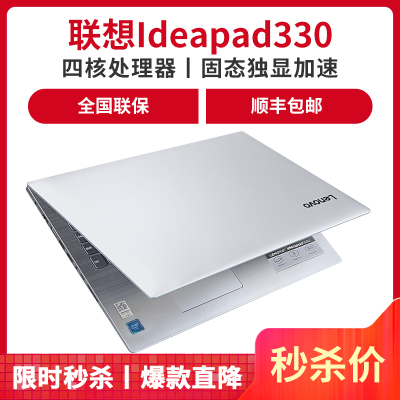 联想Ideapad330
四核处理器丨固态独显加速
全国联保
顺丰包邮
Lenovo
ideapad 330
限时秒杀丨爆款直降
秒杀价